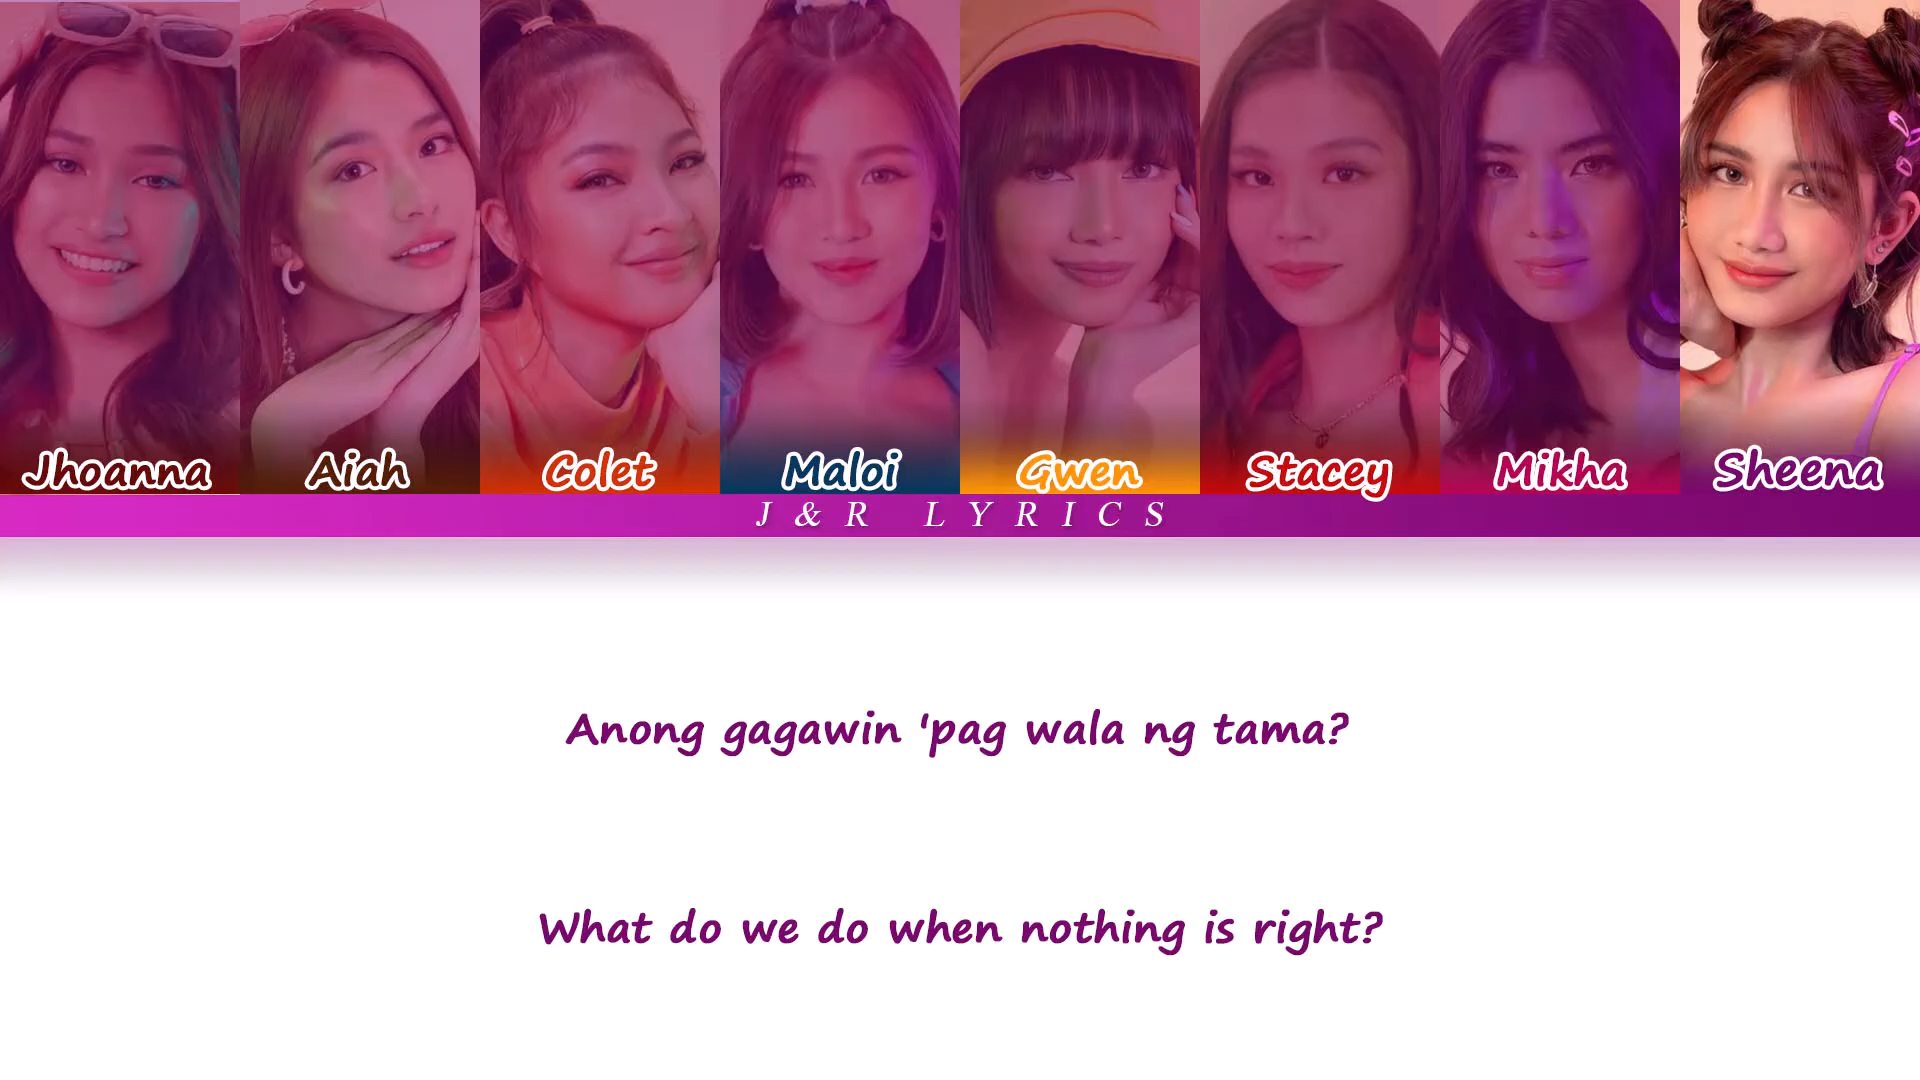 Jhoanna Aiah Colet Maloi Gwen Stacey Mikha Sheena
J & R LYRICS
Anong gagawin 'pag wala ng tama?
What do we do when nothing is right?